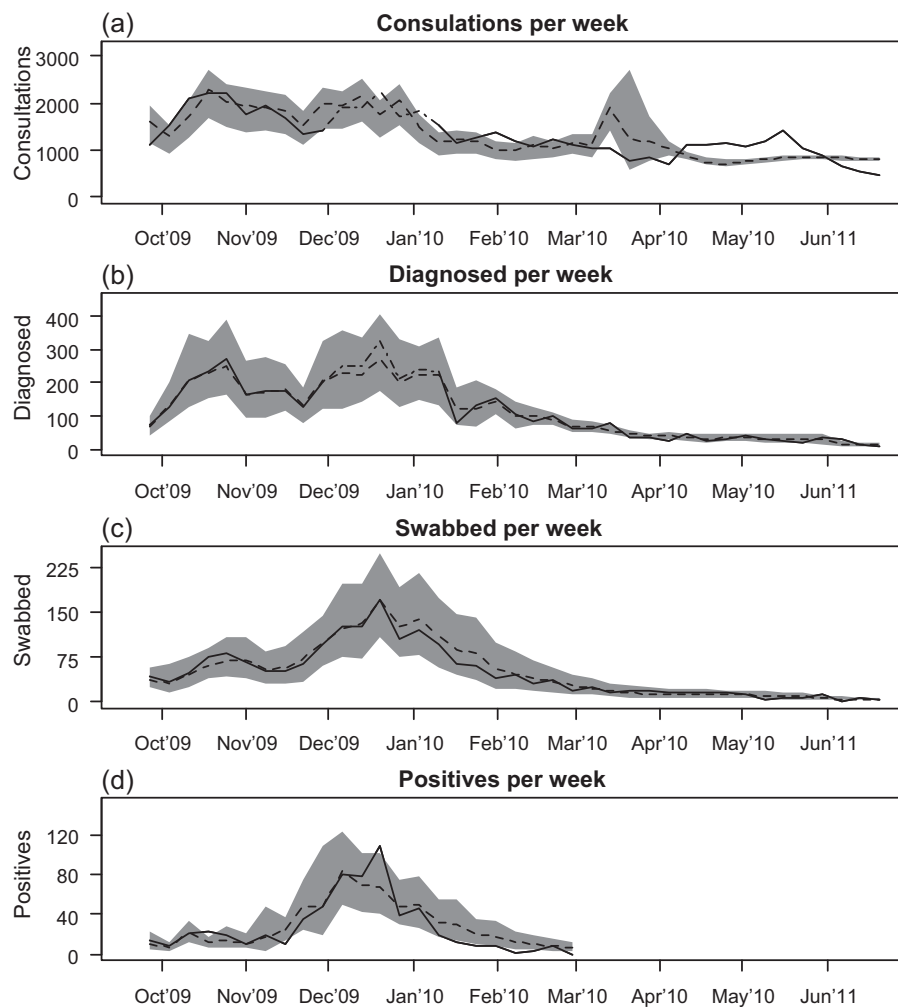 (a) Consulations per week
Consultations
3000
2000
1000
0
Oct'09 Nov'09 Dec'09 Jan'10 Feb'10 Mar'10 Apr'10 May'10 Jun'11
(b) Diagnosed per week
Diagnosed
400
300
200
100
0
Oct'09 Nov'09 Dec'09 Jan'10 Feb'10 Mar'10 Apr'10 May'10 Jun'11
(c) Swabbed per week
Swabbed
225
150
75
0
Oct'09 Nov'09 Dec'09 Jan'10 Feb'10 Mar'10 Apr'10 May'10 Jun'11
(d) Positives per week
Positives
120
80
40
0
Oct'09 Nov'09 Dec'09 Jan'10 Feb'10 Mar'10 Apr'10 May'10 Jun'11